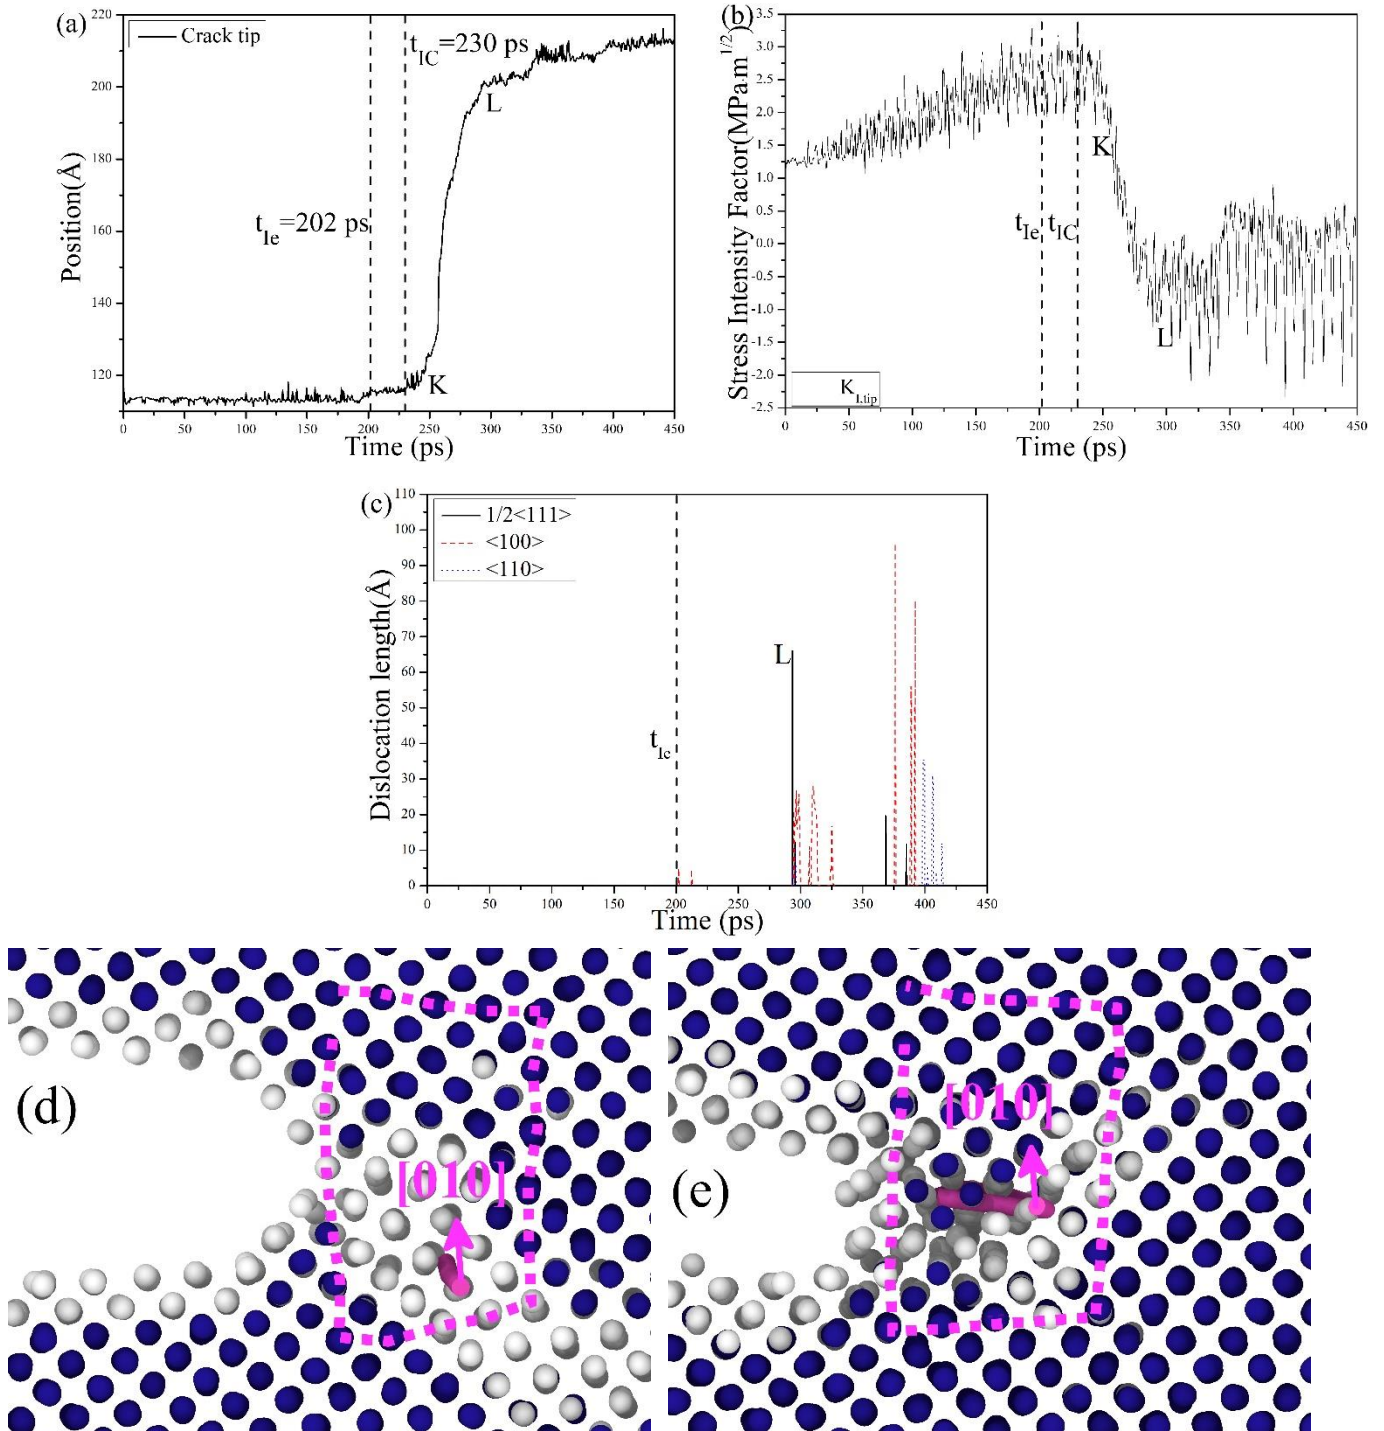 (a)
Crack tip
t_IC=230 ps
t_Ie=202 ps
L
K
Position(Å)
220
200
180
160
140
120
0 50 100 150 200 250 300 350 400 450
Time (ps)
(b)
Stress Intensity Factor(MPa·m^1/2)
3.5
3.0
2.5
2.0
1.5
1.0
0.5
0.0
-0.5
-1.0
-1.5
-2.0
-2.5
K
t_Ie t_IC
L
K_I,tip
0 50 100 150 200 250 300 350 400 450
Time (ps)
(c)
1/2<111>
<100>
<110>
Dislocation length(Å)
110
100
90
80
70
60
50
40
30
20
10
0
L
t_Ie
0 50 100 150 200 250 300 350 400 450
Time (ps)
(d)
[010]
(e)
[010]